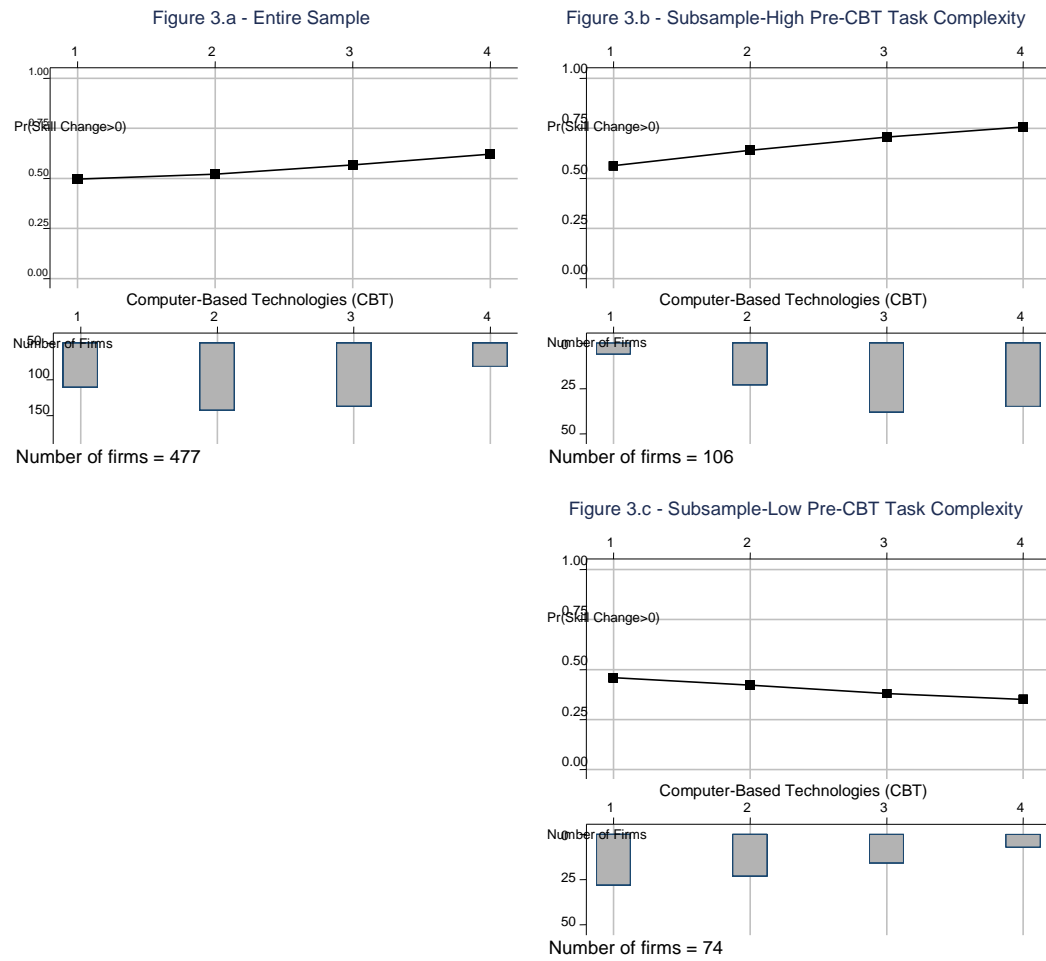 Figure 3.a - Entire Sample
1 2 3 4
1.00
0.75
Pr(Skill Change>0)
0.50
0.25
0.00
Computer-Based Technologies (CBT)
1 2 3 4
50
Number of Firms
100
150
Number of firms = 477
Figure 3.b - Subsample-High Pre-CBT Task Complexity
1 2 3 4
1.00
0.75
Pr(Skill Change>0)
0.50
0.25
0.00
Computer-Based Technologies (CBT)
1 2 3 4
0
Number of Firms
25
50
Number of firms = 106
Figure 3.c - Subsample-Low Pre-CBT Task Complexity
1 2 3 4
1.00
0.75
Pr(Skill Change>0)
0.50
0.25
0.00
Computer-Based Technologies (CBT)
1 2 3 4
0
Number of Firms
25
50
Number of firms = 74